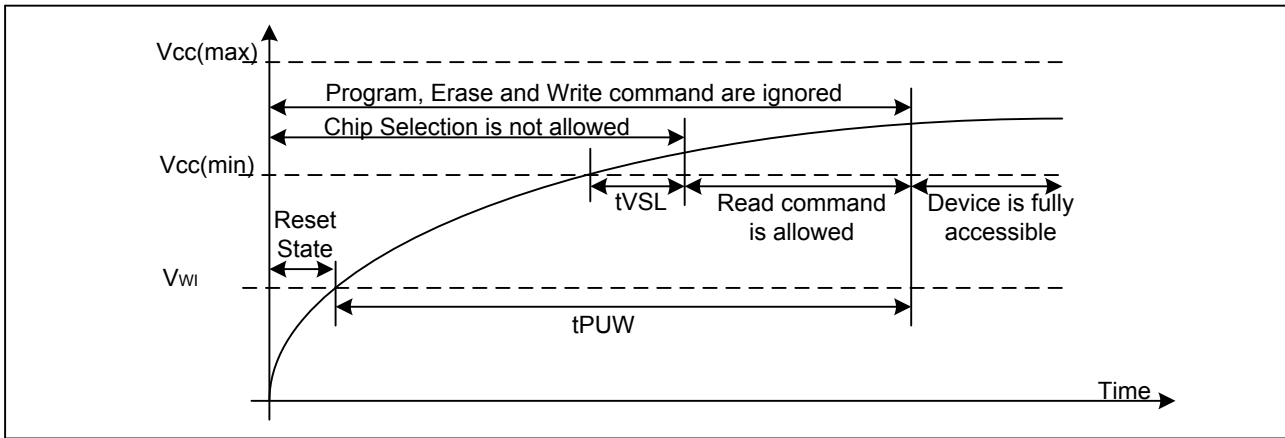 Vcc(max)
Program, Erase and Write command are ignored
Chip Selection is not allowed
Vcc(min)
tVSL
Read command
is allowed
Device is fully
accessible
Reset
State
VWI
tPUW
Time